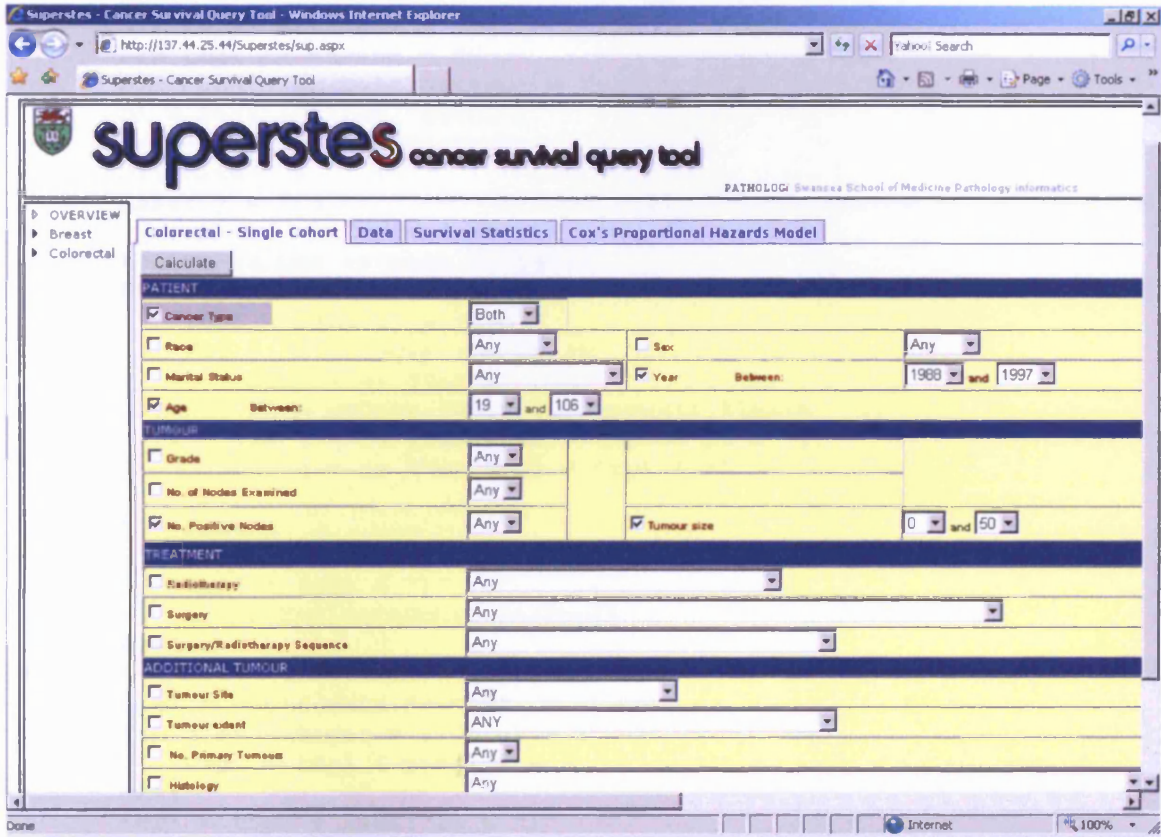 Superstes - Cancer Survival Query Tool - Windows Internet Explorer
http://137.44.25.44/Superstes/sup.aspx
Yahoo! Search
Superstes - Cancer Survival Query Tool
Page
Tools
superstes cancer survival query tool
PATHOLOGi Swansea School of Medicine Pathology informatics
OVERVIEW
Breast
Colorectal
Colorectal - Single Cohort Data Survival Statistics Cox's Proportional Hazards Model
Calculate
PATIENT
Cancer Type Both
Race Any Sex Any
Marital Status Any Year Between: 1988 and 1997
Age Between: 19 and 106
TUMOUR
Grade Any
No. of Nodes Examined Any
No. Positive Nodes Any Tumour size 0 and 50
TREATMENT
Radiotherapy Any
Surgery Any
Surgery/Radiotherapy Sequence Any
ADDITIONAL TUMOUR
Tumour Site Any
Tumour extent ANY
No. Primary Tumours Any
Histology Any
Done Internet 100%